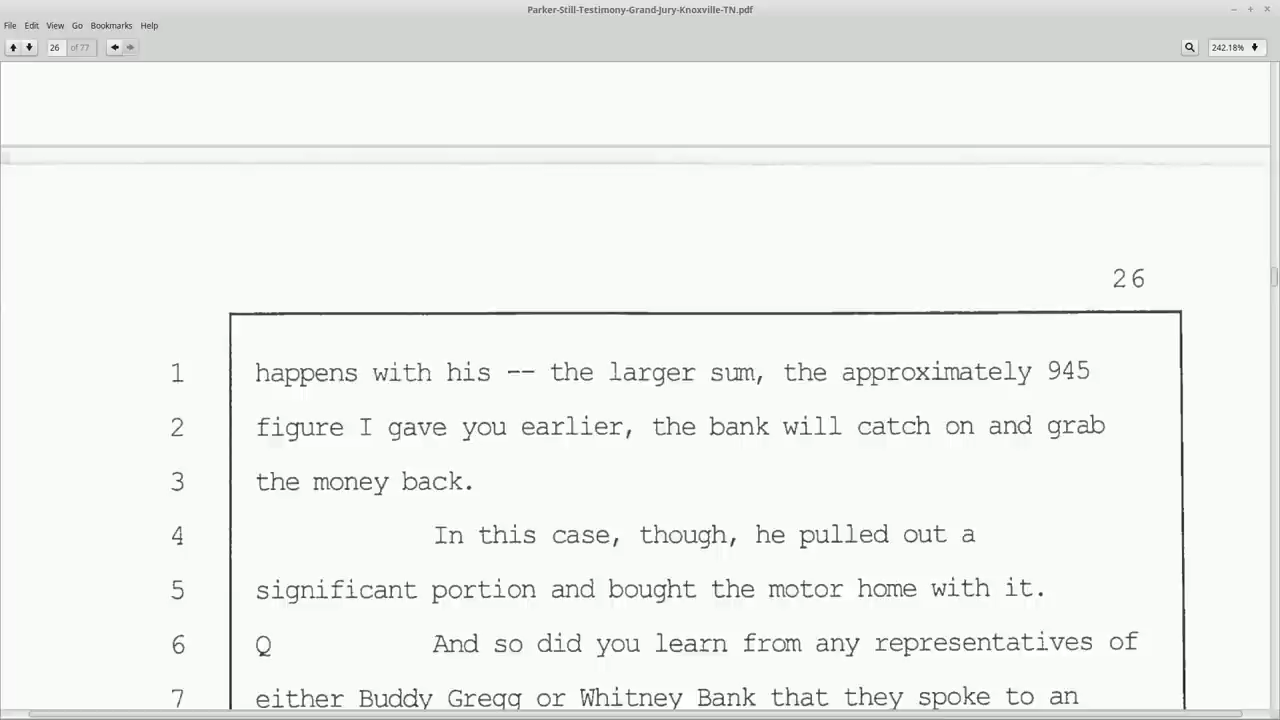 Parker-Still-Testimony-Grand-Jury-Knoxville-TN.pdf
File Edit View Go Bookmarks Help
26 of 77
242.18%
26
1 happens with his -- the larger sum, the approximately 945
2 figure I gave you earlier, the bank will catch on and grab
3 the money back.
4 In this case, though, he pulled out a
5 significant portion and bought the motor home with it.
6 Q And so did you learn from any representatives of
7 either Buddy Gregg or Whitney Bank that they spoke to an